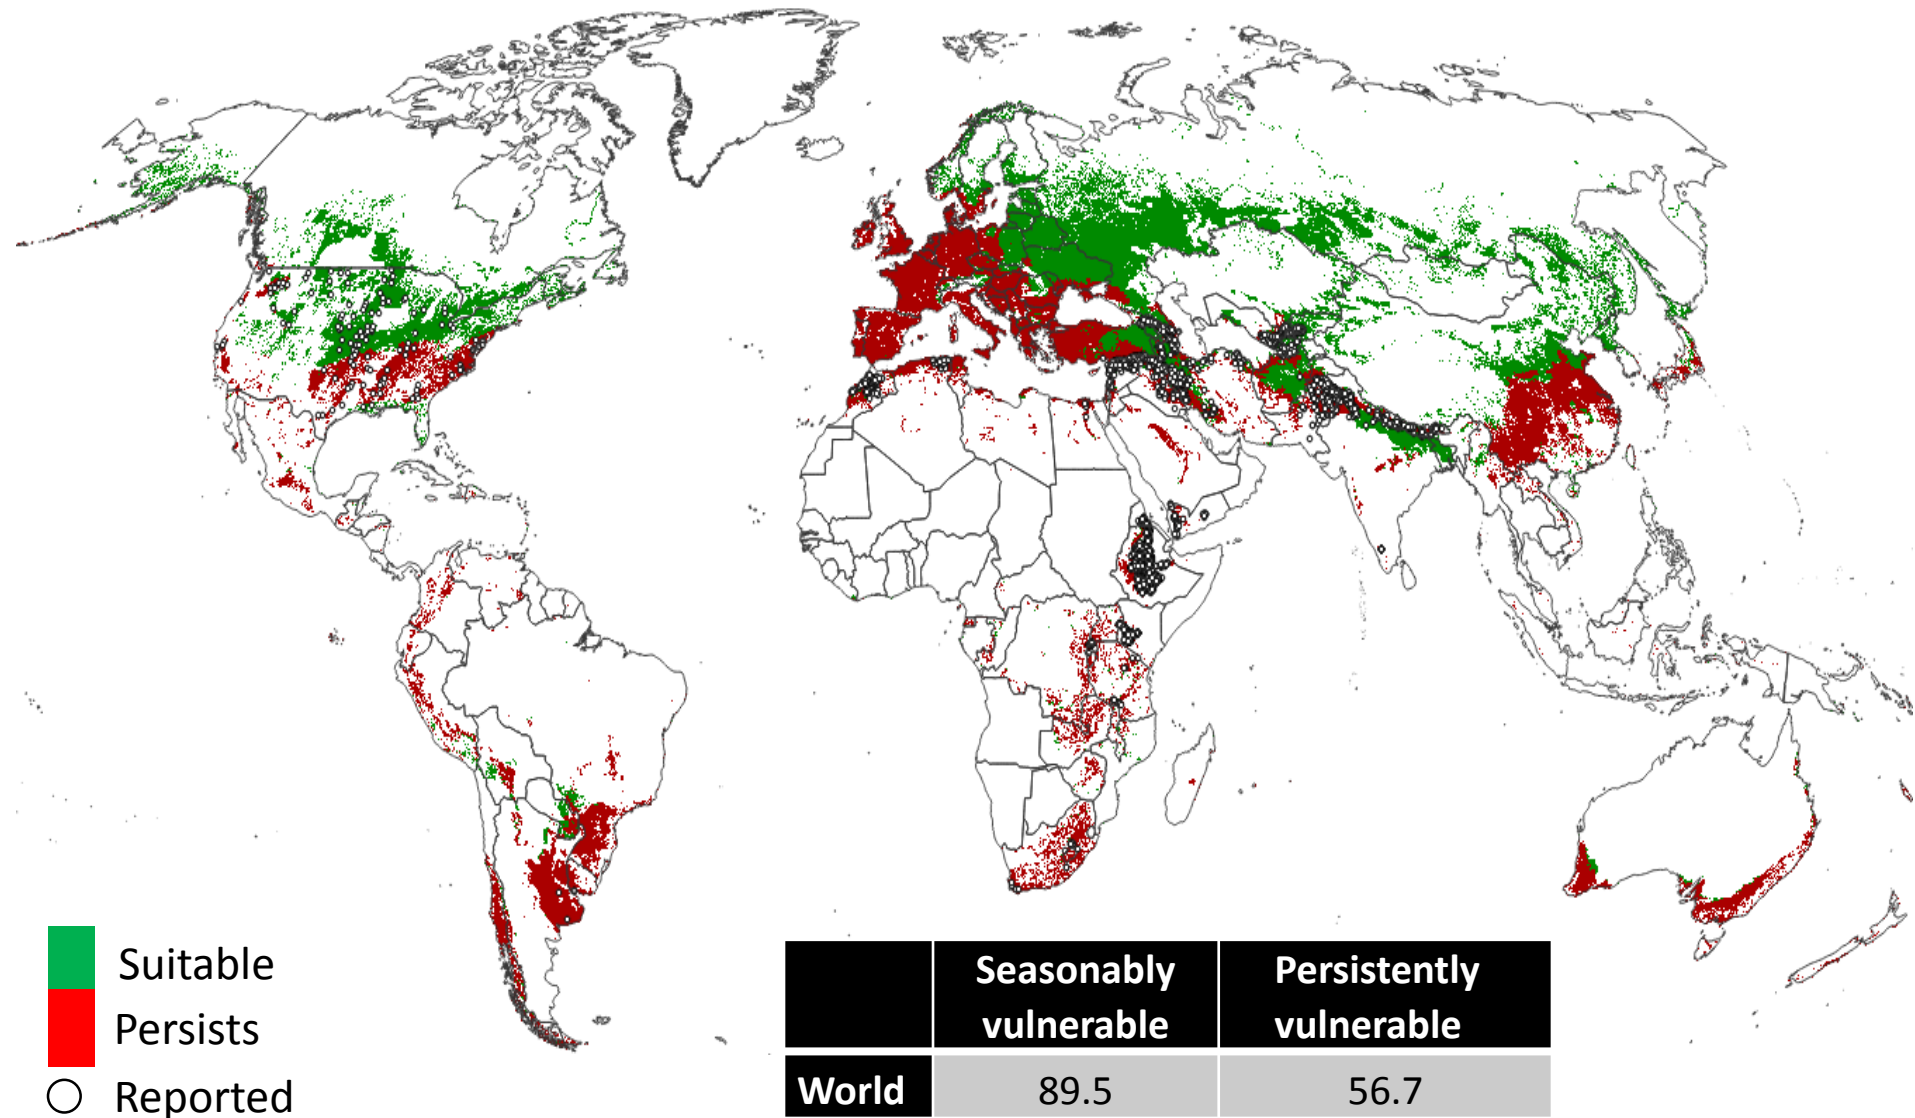 Suitable
Persists
Reported
Seasonably vulnerable
Persistently vulnerable
World 89.5 56.7